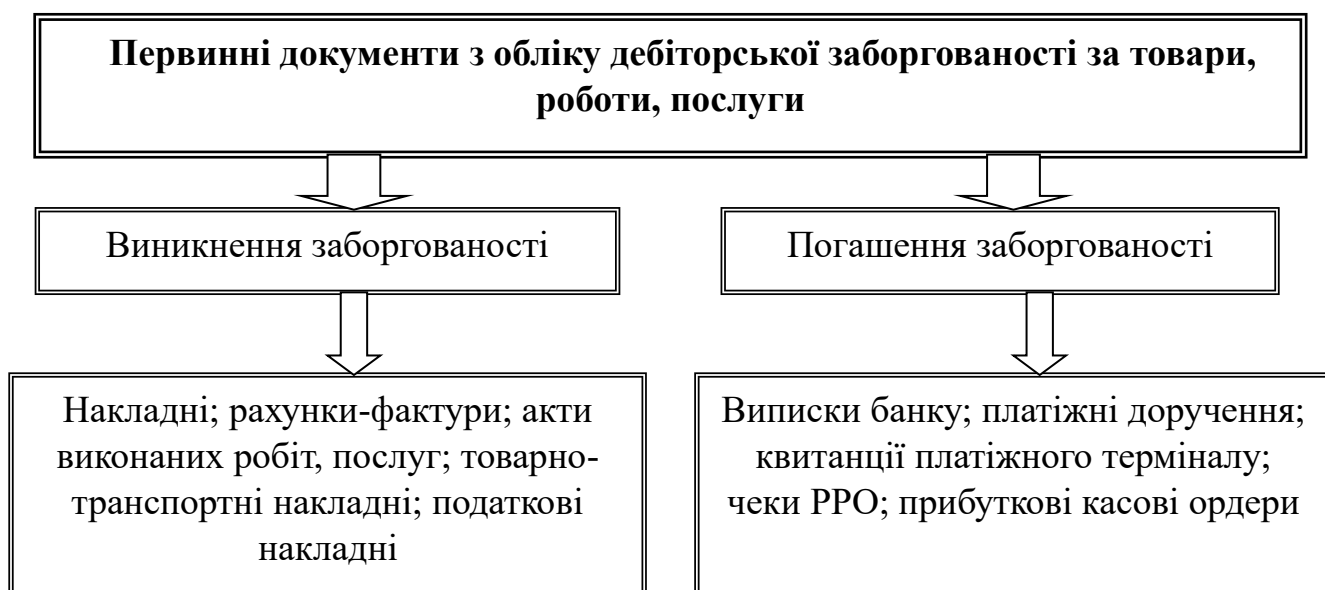 Первинні документи з обліку дебіторської заборгованості за товари,
роботи, послуги
Виникнення заборгованості
Погашення заборгованості
Накладні; рахунки-фактури; акти
виконаних робіт, послуг; товарно-
транспортні накладні; податкові
накладні
Виписки банку; платіжні доручення;
квитанції платіжного терміналу;
чеки РРО; прибуткові касові ордери